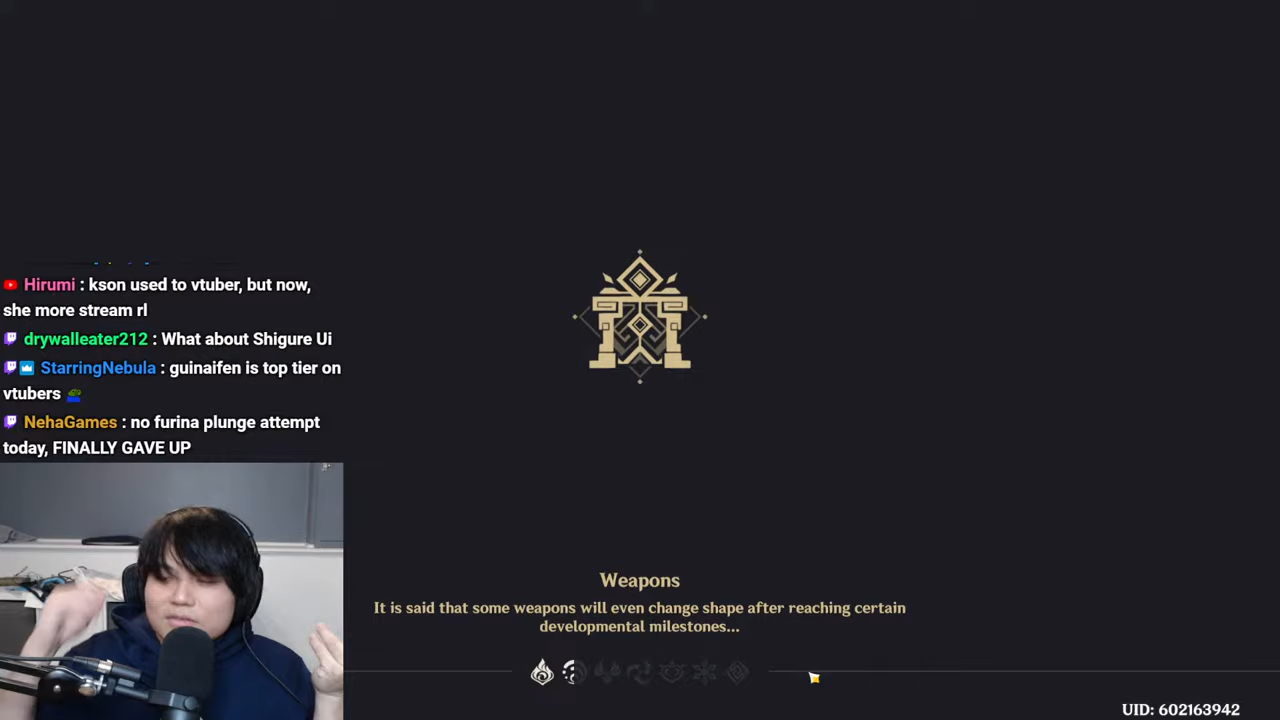 Hirumi : kson used to vtuber, but now,
she more stream rl
drywalleater212 : What about Shigure Ui
StarringNebula : guinaifen is top tier on
vtubers
NehaGames : no furina plunge attempt
today, FINALLY GAVE UP
Weapons
It is said that some weapons will even change shape after reaching certain
developmental milestones...
UID: 602163942